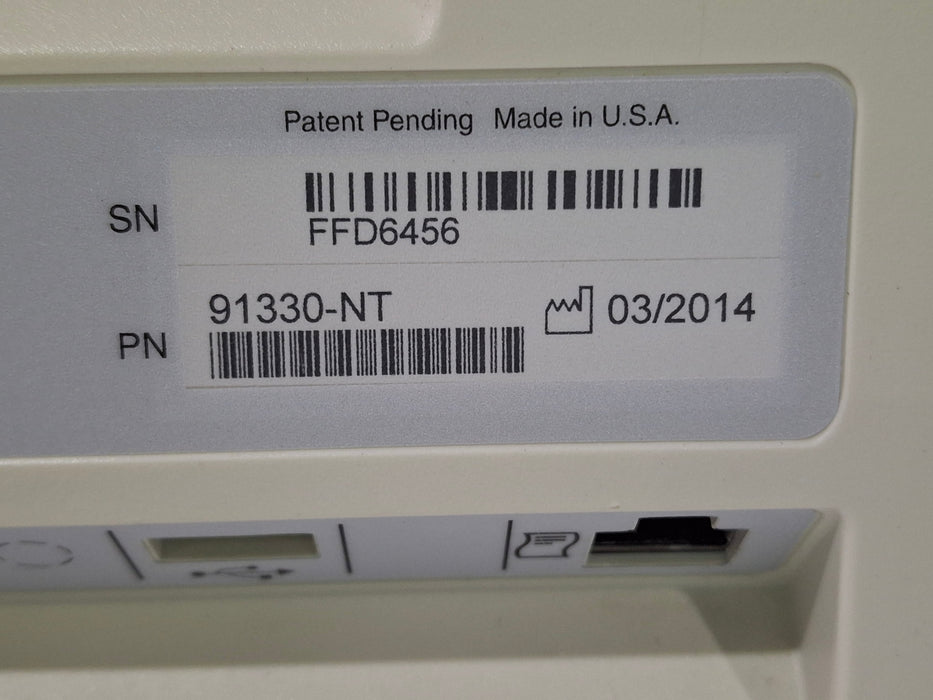 Patent Pending Made in U.S.A.
SN
FFD6456
91330-NT
03/2014
PN